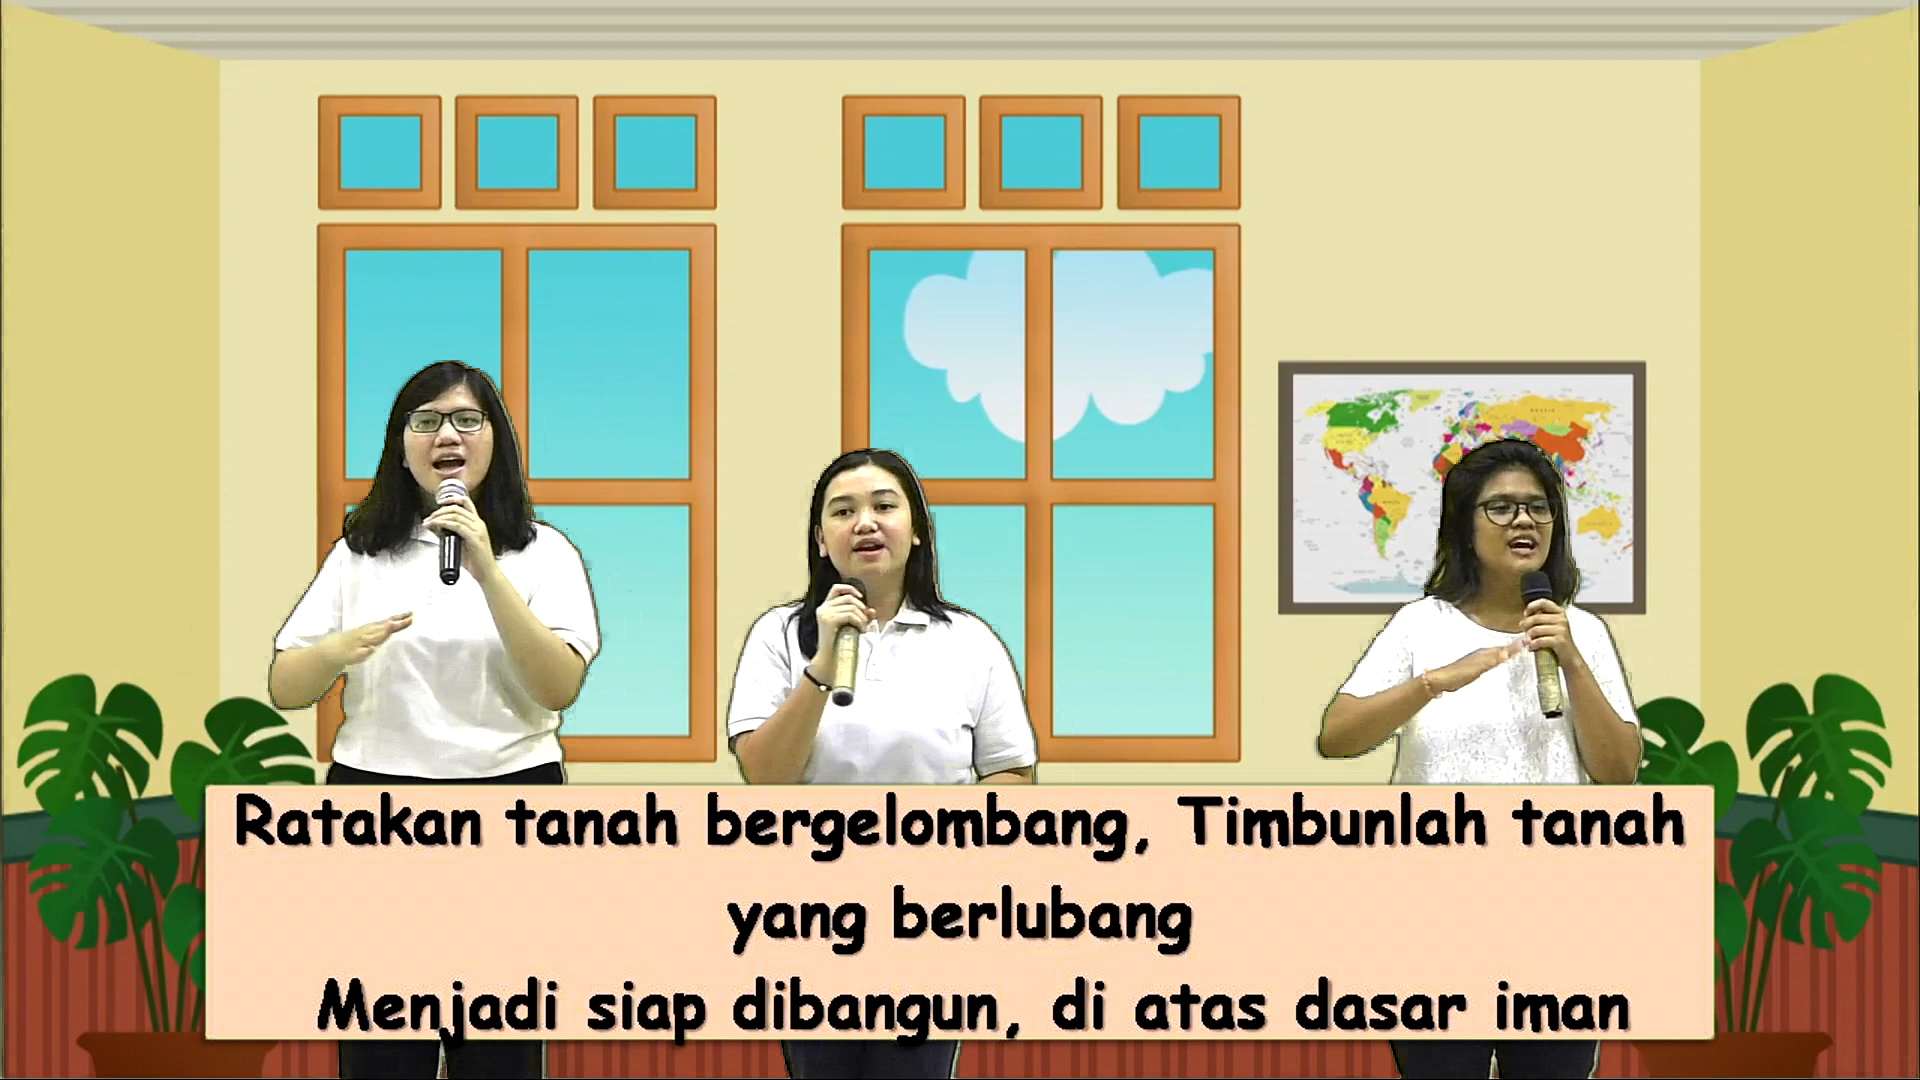 Ratakan tanah bergelombang, Timbunlah tanah
yang berlubang
Menjadi siap dibangun, di atas dasar iman